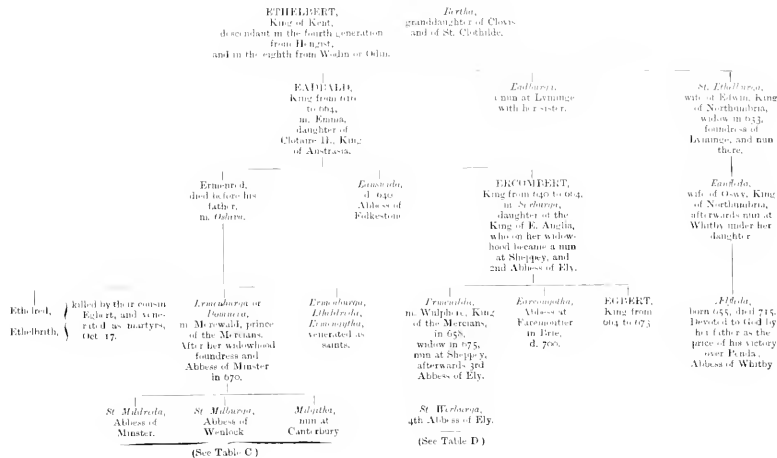 ETHELBERT,
King of Kent,
descendant in the fourth generation
from Hengist,
and in the eighth from Wodin or Odin.
Bertha,
granddaughter of Clovis
and of St. Clothilde.
EADBALD,
King from 616
to 664,
m. Emma,
daughter of
Clotaire II., King
of Austrasia.
Eadburga,
a nun at Lyminge
with her sister.
St. Ethelburga,
wife of Edwin, King
of Northumbria,
widow in 633,
foundress of
Lyminge, and nun
there.
Ermenred,
died before his
father,
m. Oslava.
Eanswida,
d. 640
Abbess of
Folkestone
ERCOMBERT,
King from 640 to 664.
m. Sexburga,
daughter of the
King of E. Anglia,
who on her widow-
hood became a nun
at Sheppey, and
2nd Abbess of Ely.
Eanfleda,
wife of Oswy, King
of Northumbria,
afterwards nun at
Whitby under her
daughter
Ethelred,
Ethelbrith,
killed by their cousin
Egbert, and vene-
rated as martyrs,
Oct 17.
Ermenburga or
Domneva,
m. Merewald, prince
of the Mercians.
After her widowhood
foundress and
Abbess of Minster
in 670.
Ermenburga,
Etheldreda,
Ermengytha,
venerated as
saints.
Ermenilda,
m. Wulphere, King
of the Mercians,
in 658,
widow in 675,
nun at Sheppey,
afterwards 3rd
Abbess of Ely.
Earcongotha,
Abbess at
Faremoutier
in Brie,
d. 700.
EGBERT,
King from
664 to 673
Elfleda,
born 655, died 715.
Devoted to God by
her father as the
price of his victory
over Penda,
Abbess of Whitby
St Mildreda,
Abbess of
Minster.
St Milburga,
Abbess of
Wenlock
Milgitha,
nun at
Canterbury
St Werburga,
4th Abbess of Ely.
(See Table C)
(See Table D)